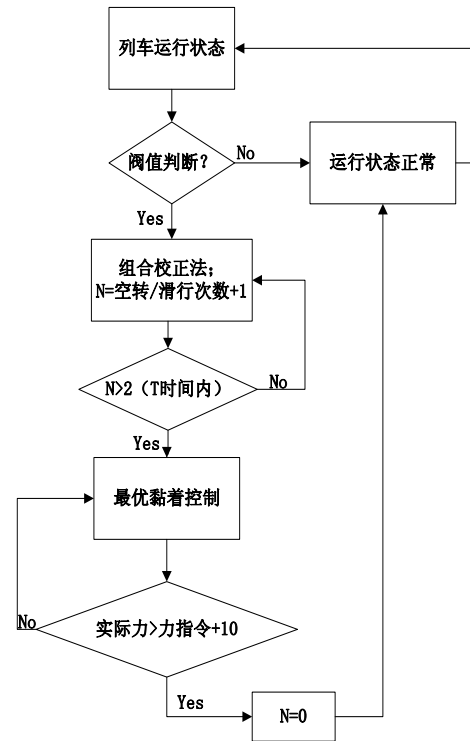 列车运行状态
阀值判断？
No
运行状态正常
Yes
组合校正法；
N=空转/滑行次数+1
N>2（T时间内）
No
Yes
最优黏着控制
实际力>力指令+10
No
Yes
N=0